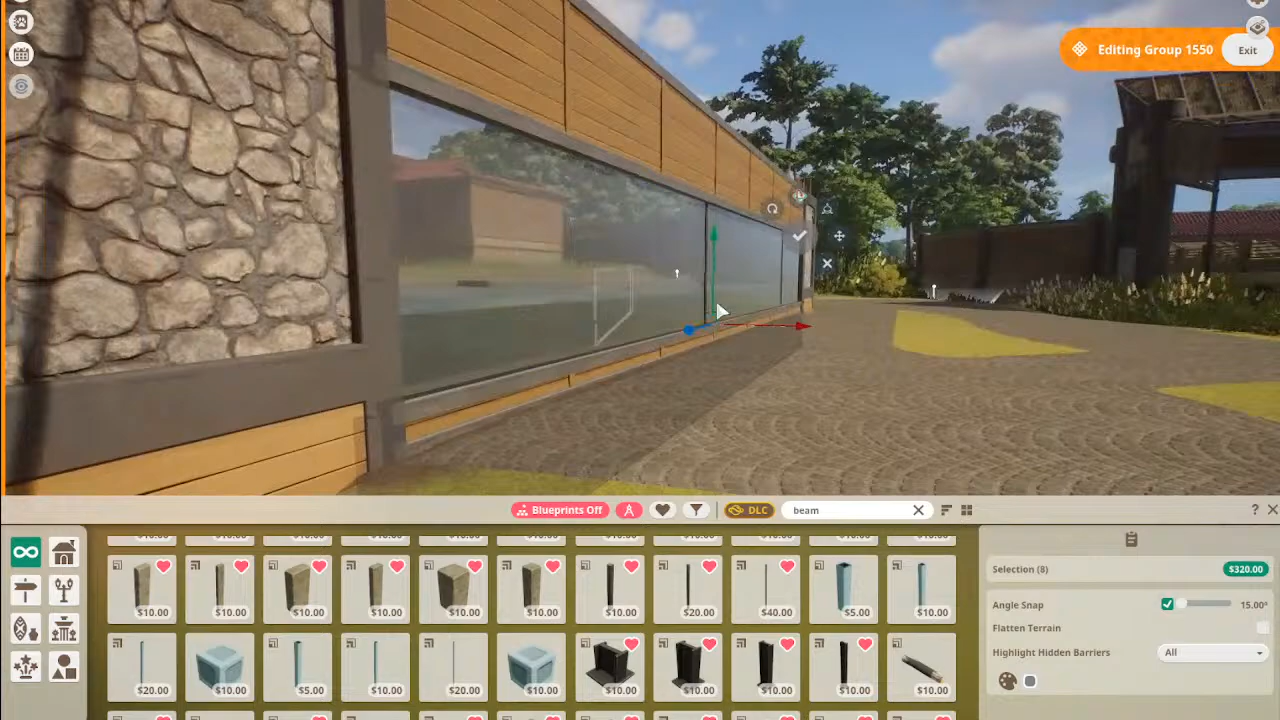 Editing Group 1550
Exit
Blueprints Off
DLC
beam
?
$10.00 $10.00 $10.00 $10.00 $10.00 $10.00 $10.00 $20.00 $40.00 $5.00 $10.00
$20.00 $10.00 $5.00 $10.00 $20.00 $10.00 $10.00 $10.00 $10.00 $10.00 $10.00
Selection (8)
$320.00
Angle Snap
15.00°
Flatten Terrain
Highlight Hidden Barriers
All